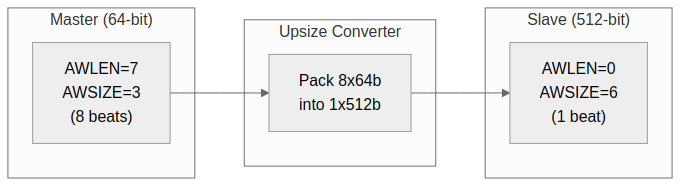 Master (64-bit)
AWLEN=7
AWSIZE=3
(8 beats)
Upsize Converter
Pack 8x64b
into 1x512b
Slave (512-bit)
AWLEN=0
AWSIZE=6
(1 beat)